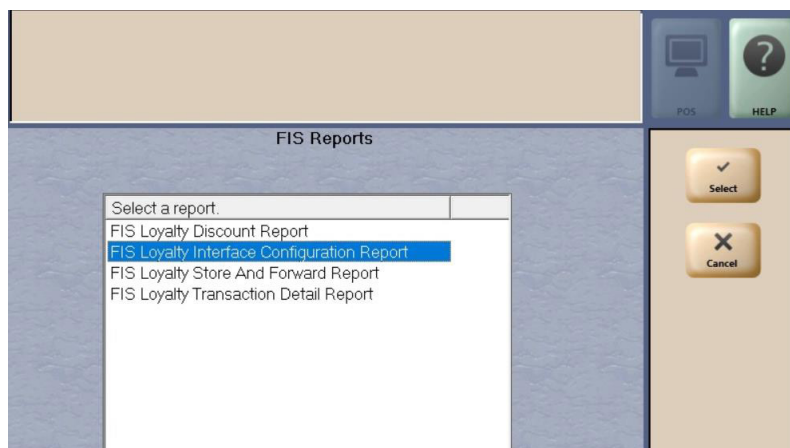 POS
HELP
FIS Reports
Select a report.
FIS Loyalty Discount Report
FIS Loyalty Interface Configuration Report
FIS Loyalty Store And Forward Report
FIS Loyalty Transaction Detail Report
Select
Cancel